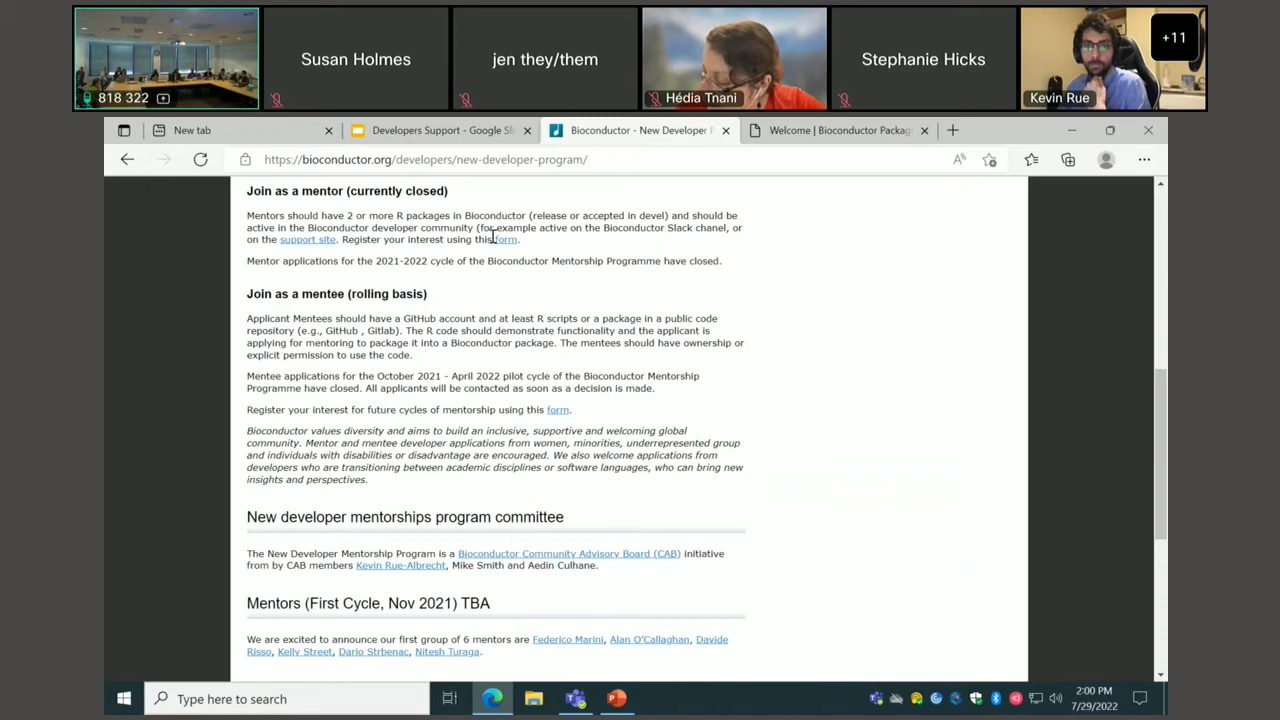 818 322
Susan Holmes
jen they/them
Hédia Tnani
Stephanie Hicks
Kevin Rue
+11
New tab
Developers Support - Google Sli
Bioconductor - New Developer P
Welcome | Bioconductor Packag
https://bioconductor.org/developers/new-developer-program/
Join as a mentor (currently closed)
Mentors should have 2 or more R packages in Bioconductor (release or accepted in devel) and should be
active in the Bioconductor developer community (for example active on the Bioconductor Slack chanel, or
on the support site. Register your interest using this form.
Mentor applications for the 2021-2022 cycle of the Bioconductor Mentorship Programme have closed.
Join as a mentee (rolling basis)
Applicant Mentees should have a GitHub account and at least R scripts or a package in a public code
repository (e.g., GitHub , Gitlab). The R code should demonstrate functionality and the applicant is
applying for mentoring to package it into a Bioconductor package. The mentees should have ownership or
explicit permission to use the code.
Mentee applications for the October 2021 - April 2022 pilot cycle of the Bioconductor Mentorship
Programme have closed. All applicants will be contacted as soon as a decision is made.
Register your interest for future cycles of mentorship using this form.
Bioconductor values diversity and aims to build an inclusive, supportive and welcoming global
community. Mentor and mentee developer applications from women, minorities, underrepresented group
and individuals with disabilities or disadvantage are encouraged. We also welcome applications from
developers who are transitioning between academic disciplines or software languages, who can bring new
insights and perspectives.
New developer mentorships program committee
The New Developer Mentorship Program is a Bioconductor Community Advisory Board (CAB) initiative
from by CAB members Kevin Rue-Albrecht, Mike Smith and Aedin Culhane.
Mentors (First Cycle, Nov 2021) TBA
We are excited to announce our first group of 6 mentors are Federico Marini, Alan O'Callaghan, Davide
Risso, Kelly Street, Dario Strbenac, Nitesh Turaga.
Type here to search
2:00 PM
7/29/2022